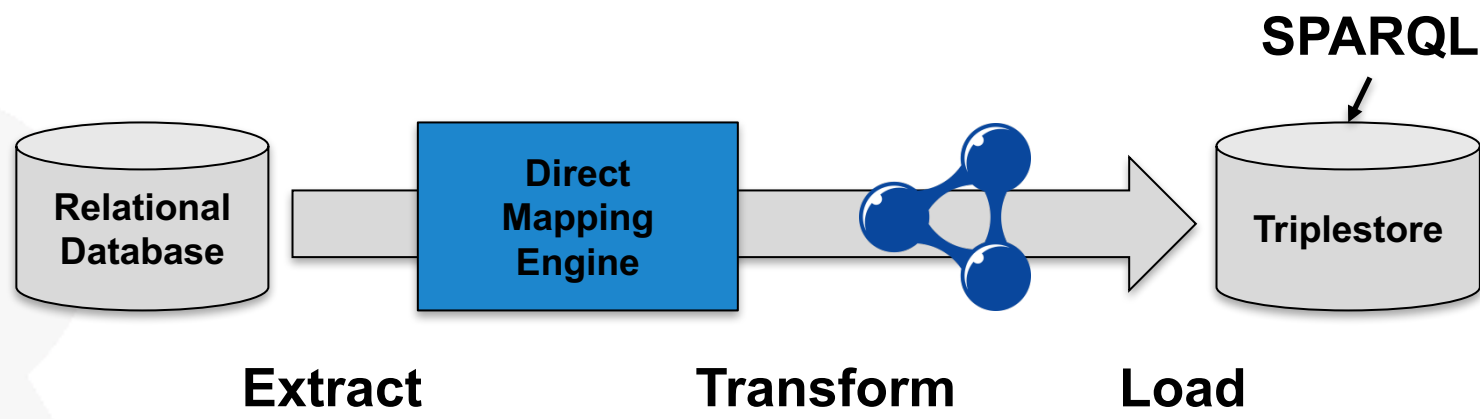 SPARQL
Relational
Database
Direct
Mapping
Engine
Triplestore
Extract
Transform
Load